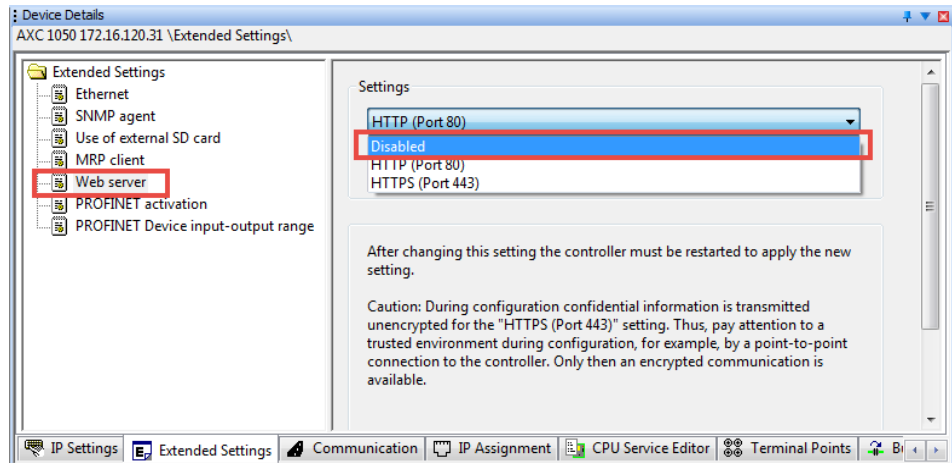 Device Details
AXC 1050 172.16.120.31 \Extended Settings\
Extended Settings
Ethernet
SNMP agent
Use of external SD card
MRP client
Web server
PROFINET activation
PROFINET Device input-output range
Settings
HTTP (Port 80)
Disabled
HTTP (Port 80)
HTTPS (Port 443)
After changing this setting the controller must be restarted to apply the new
setting.
Caution: During configuration confidential information is transmitted
unencrypted for the "HTTPS (Port 443)" setting. Thus, pay attention to a
trusted environment during configuration, for example, by a point-to-point
connection to the controller. Only then an encrypted communication is
available.
IP Settings Extended Settings Communication IP Assignment CPU Service Editor Terminal Points